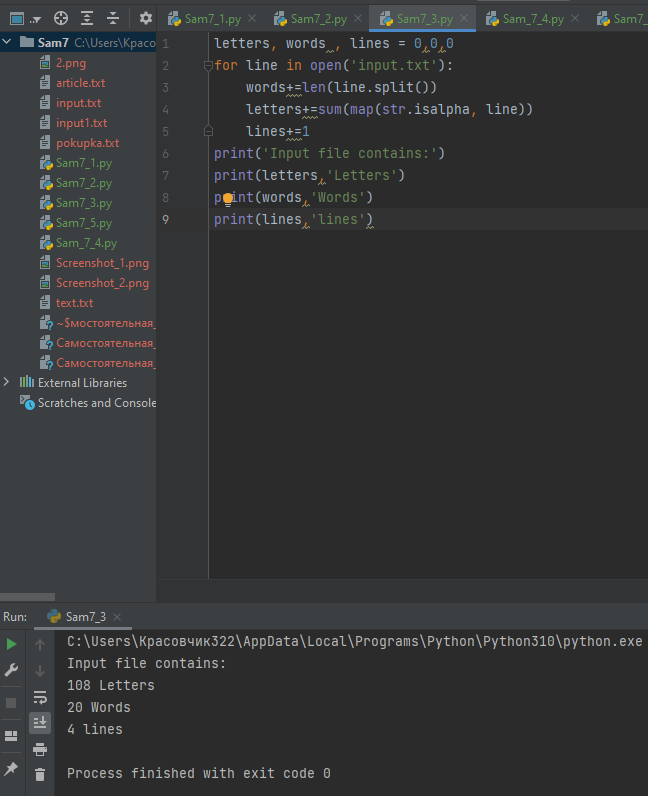 Sam7_1.py
Sam7_2.py
Sam7_3.py
Sam_7_4.py
Sam7_
Sam7 C:\Users\Красо
2.png
article.txt
input.txt
input1.txt
pokupka.txt
Sam7_1.py
Sam7_2.py
Sam7_3.py
Sam7_5.py
Sam_7_4.py
Screenshot_1.png
Screenshot_2.png
text.txt
~$мостоятельная_
Самостоятельная_
Самостоятельная_
External Libraries
Scratches and Console
1 letters, words , lines = 0,0,0
2 for line in open('input.txt'):
3 words+=len(line.split())
4 letters+=sum(map(str.isalpha, line))
5 lines+=1
6 print('Input file contains:')
7 print(letters,'Letters')
8 print(words,'Words')
9 print(lines,'lines')
Run: Sam7_3
C:\Users\Красовчик322\AppData\Local\Programs\Python\Python310\python.exe
Input file contains:
108 Letters
20 Words
4 lines
Process finished with exit code 0